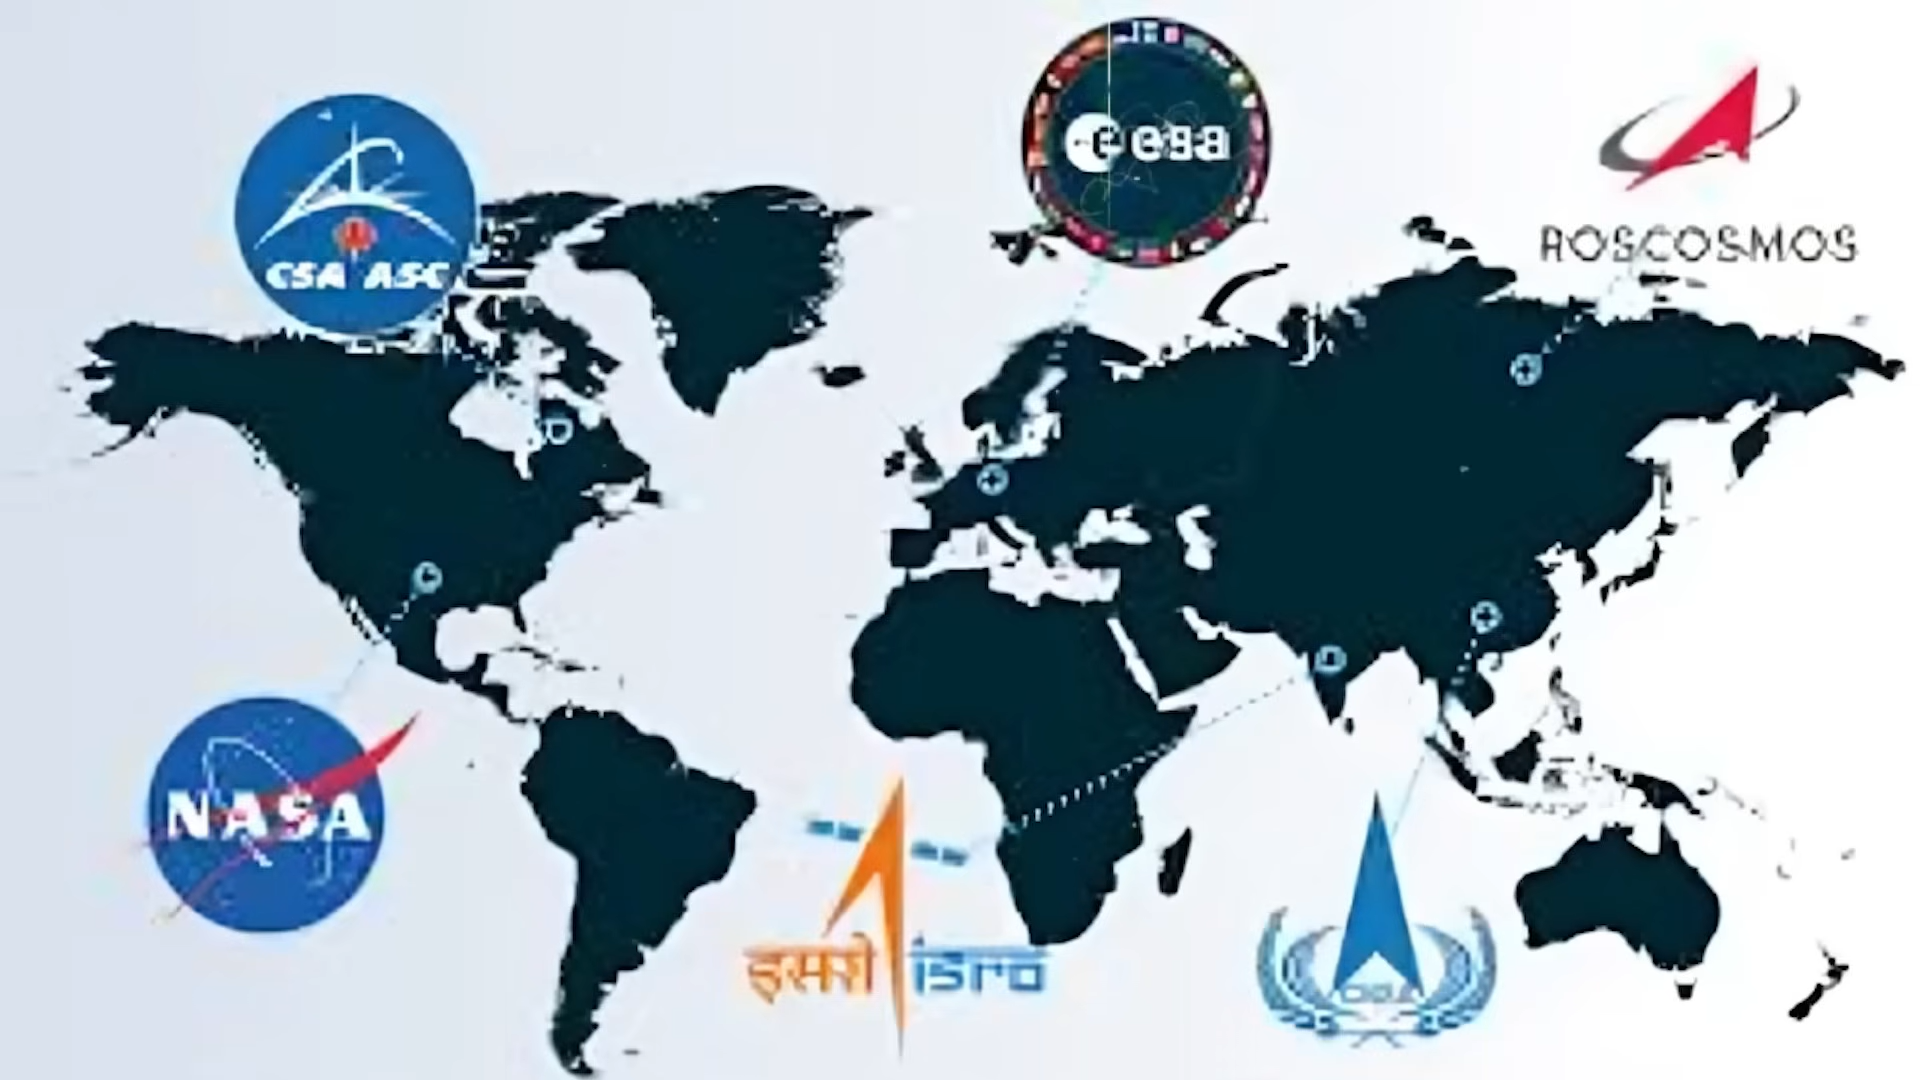 CSA ASC
esa
ROSCOSMOS
NASA
इसरो isro